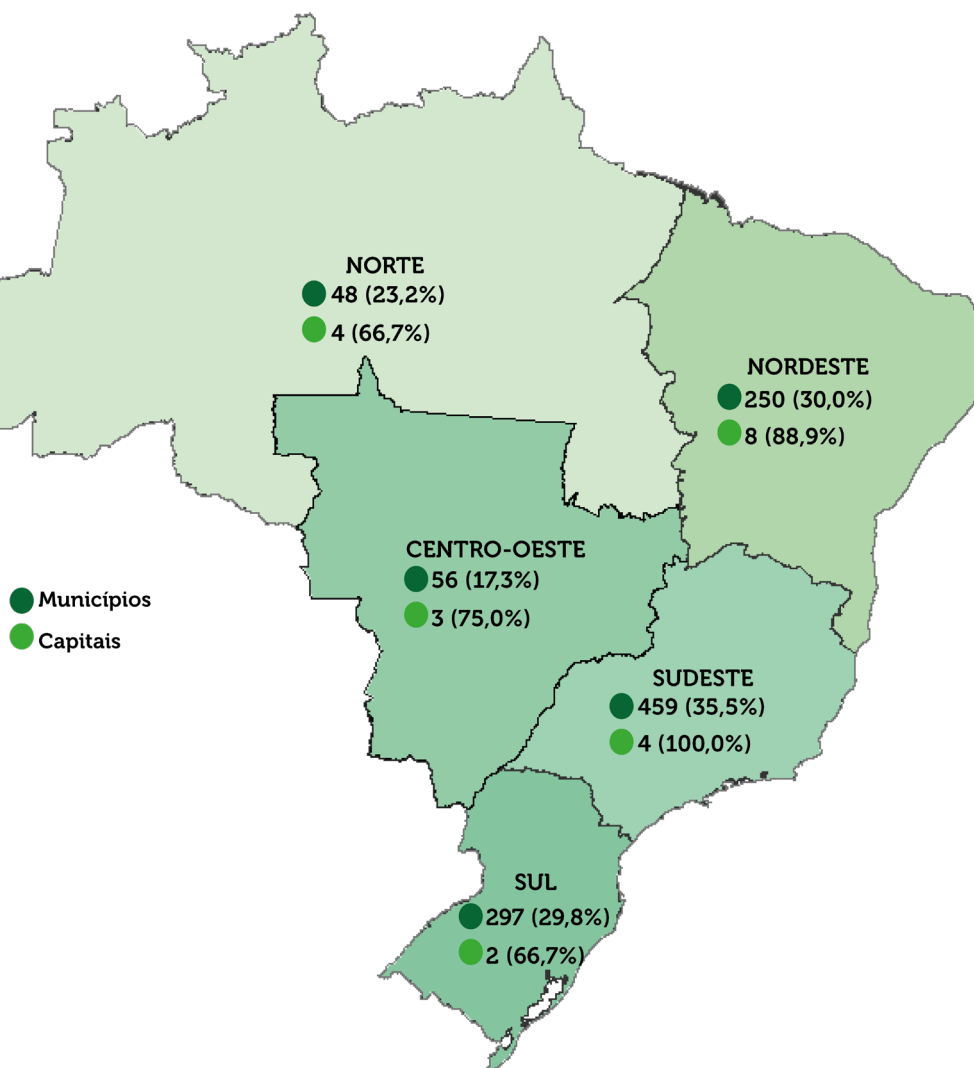 NORTE
48 (23,2%)
4 (66,7%)
NORDESTE
250 (30,0%)
8 (88,9%)
CENTRO-OESTE
56 (17,3%)
3 (75,0%)
Municípios
Capitais
SUDESTE
459 (35,5%)
4 (100,0%)
SUL
297 (29,8%)
2 (66,7%)